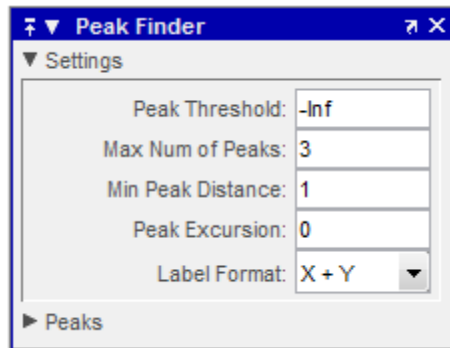 Peak Finder
Settings
Peak Threshold: -Inf
Max Num of Peaks: 3
Min Peak Distance: 1
Peak Excursion: 0
Label Format: X + Y
Peaks